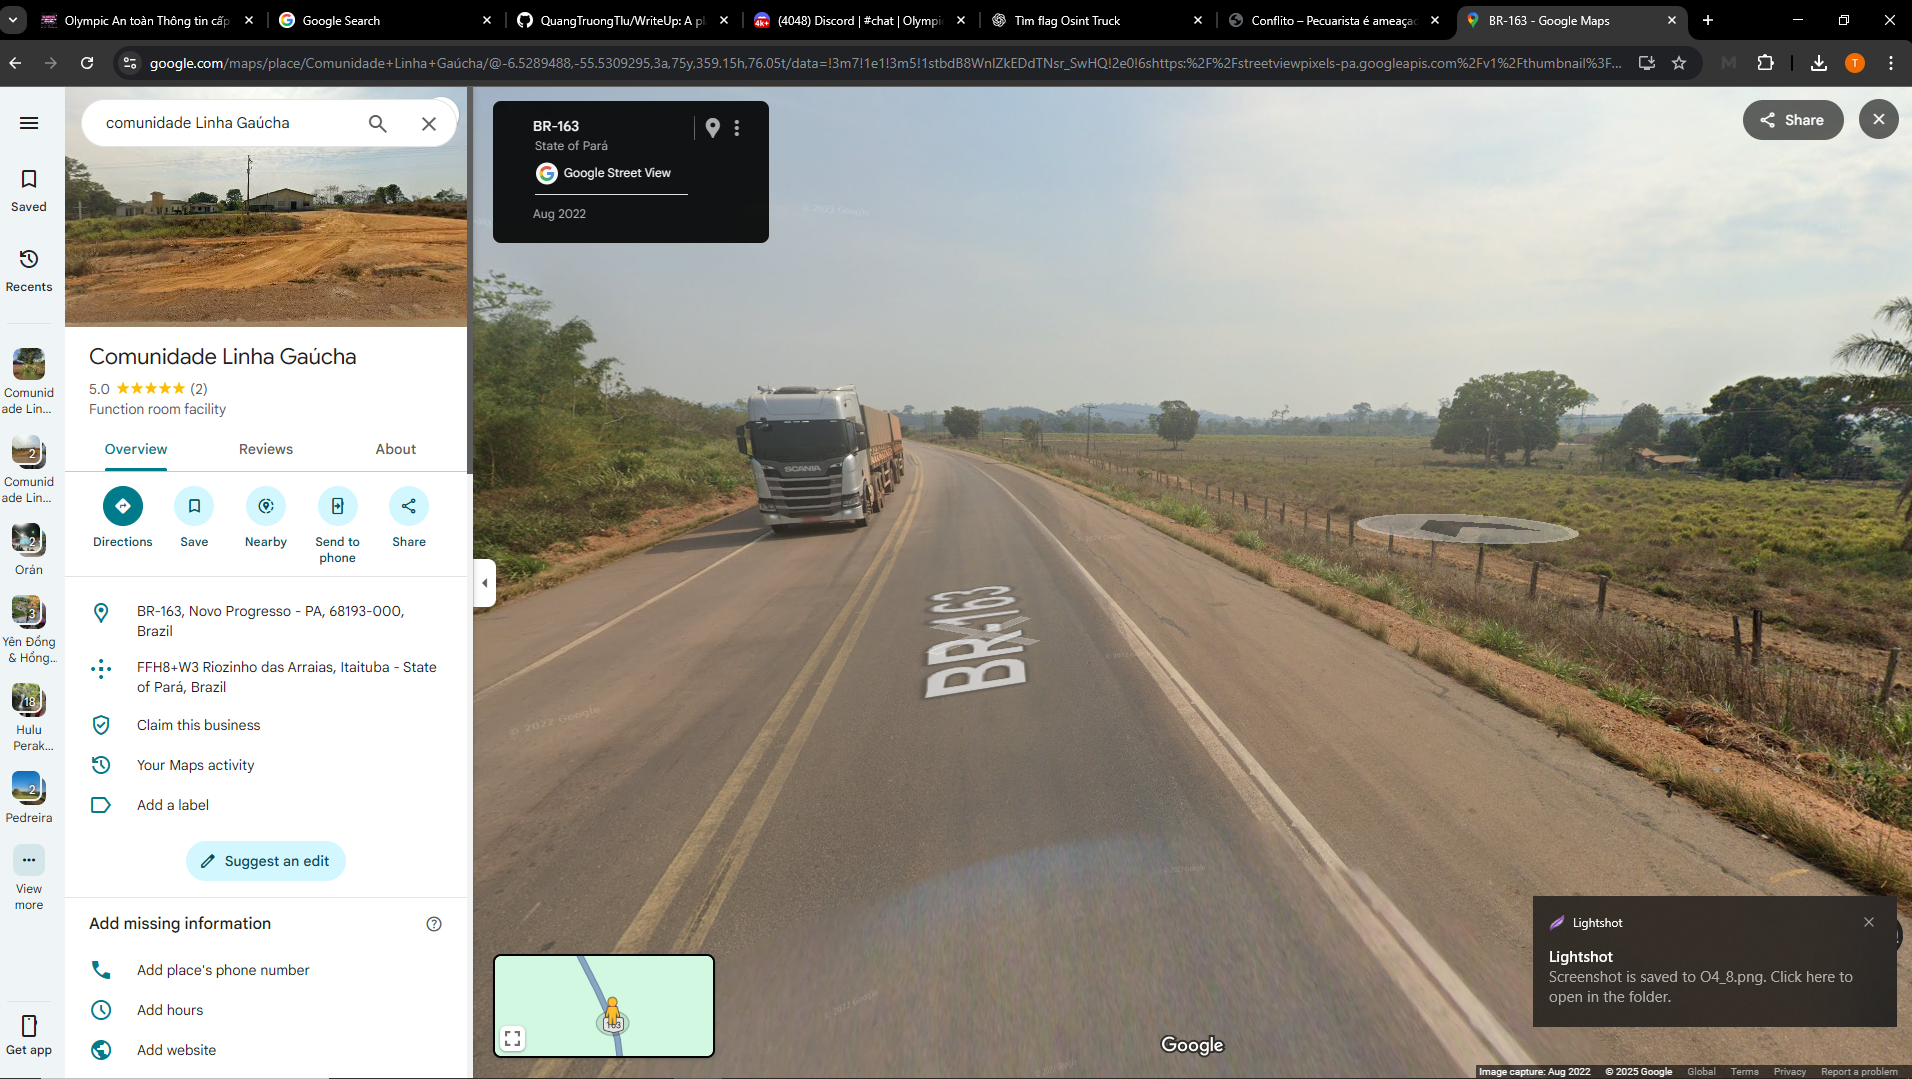 Olympic An toàn Thông tin cấp
Google Search
QuangTruongTlu/WriteUp: A pl
(4048) Discord | #chat | Olympi
Tìm flag Osint Truck
Conflito – Pecuarista é ameaçad
BR-163 - Google Maps
google.com/maps/place/Comunidade+Linha+Gaúcha/@-6.5289488,-55.5309295,3a,75y,359.15h,76.05t/data=!3m7!1e1!3m5!1stbdB8WnlZkEDdTNsr_SwHQ!2e0!6shttps:%2F%2Fstreetviewpixels-pa.googleapis.com%2Fv1%2Fthumbnail%3F...
T
comunidade Linha Gaúcha
Saved
Recents
Comunid
ade Lin...
2
Comunid
ade Lin...
2
Orán
3
Yên Đồng
& Hồng...
18
Hulu
Perak...
2
Pedreira
View
more
Get app
Comunidade Linha Gaúcha
5.0 ★★★★★ (2)
Function room facility
Overview
Reviews
About
Directions
Save
Nearby
Send to
phone
Share
BR-163, Novo Progresso - PA, 68193-000,
Brazil
FFH8+W3 Riozinho das Arraias, Itaituba - State
of Pará, Brazil
Claim this business
Your Maps activity
Add a label
Suggest an edit
Add missing information
Add place's phone number
Add hours
Add website
BR-163
State of Pará
Google Street View
Aug 2022
Share
SCANIA
BR-163
© 2022 Google
163
Google
Lightshot
Lightshot
Screenshot is saved to O4_8.png. Click here to
open in the folder.
Image capture: Aug 2022 © 2025 Google Global Terms Privacy Report a problem